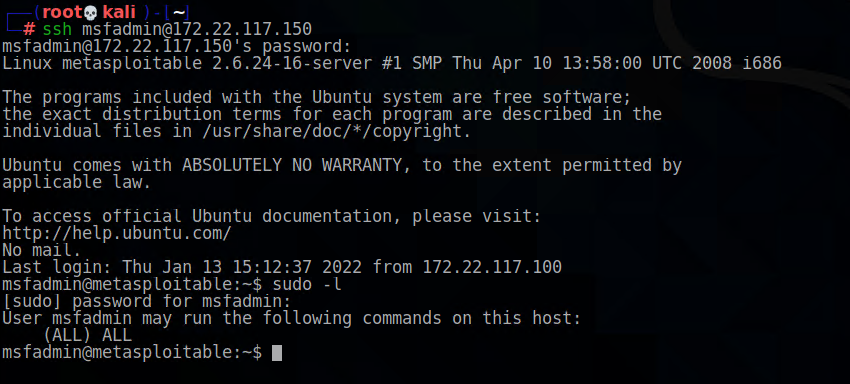 ┌──(root💀kali)-[~]
└─# ssh msfadmin@172.22.117.150
msfadmin@172.22.117.150's password:
Linux metasploitable 2.6.24-16-server #1 SMP Thu Apr 10 13:58:00 UTC 2008 i686
The programs included with the Ubuntu system are free software;
the exact distribution terms for each program are described in the
individual files in /usr/share/doc/*/copyright.
Ubuntu comes with ABSOLUTELY NO WARRANTY, to the extent permitted by
applicable law.
To access official Ubuntu documentation, please visit:
http://help.ubuntu.com/
No mail.
Last login: Thu Jan 13 15:12:37 2022 from 172.22.117.100
msfadmin@metasploitable:~$ sudo -l
[sudo] password for msfadmin:
User msfadmin may run the following commands on this host:
    (ALL) ALL
msfadmin@metasploitable:~$